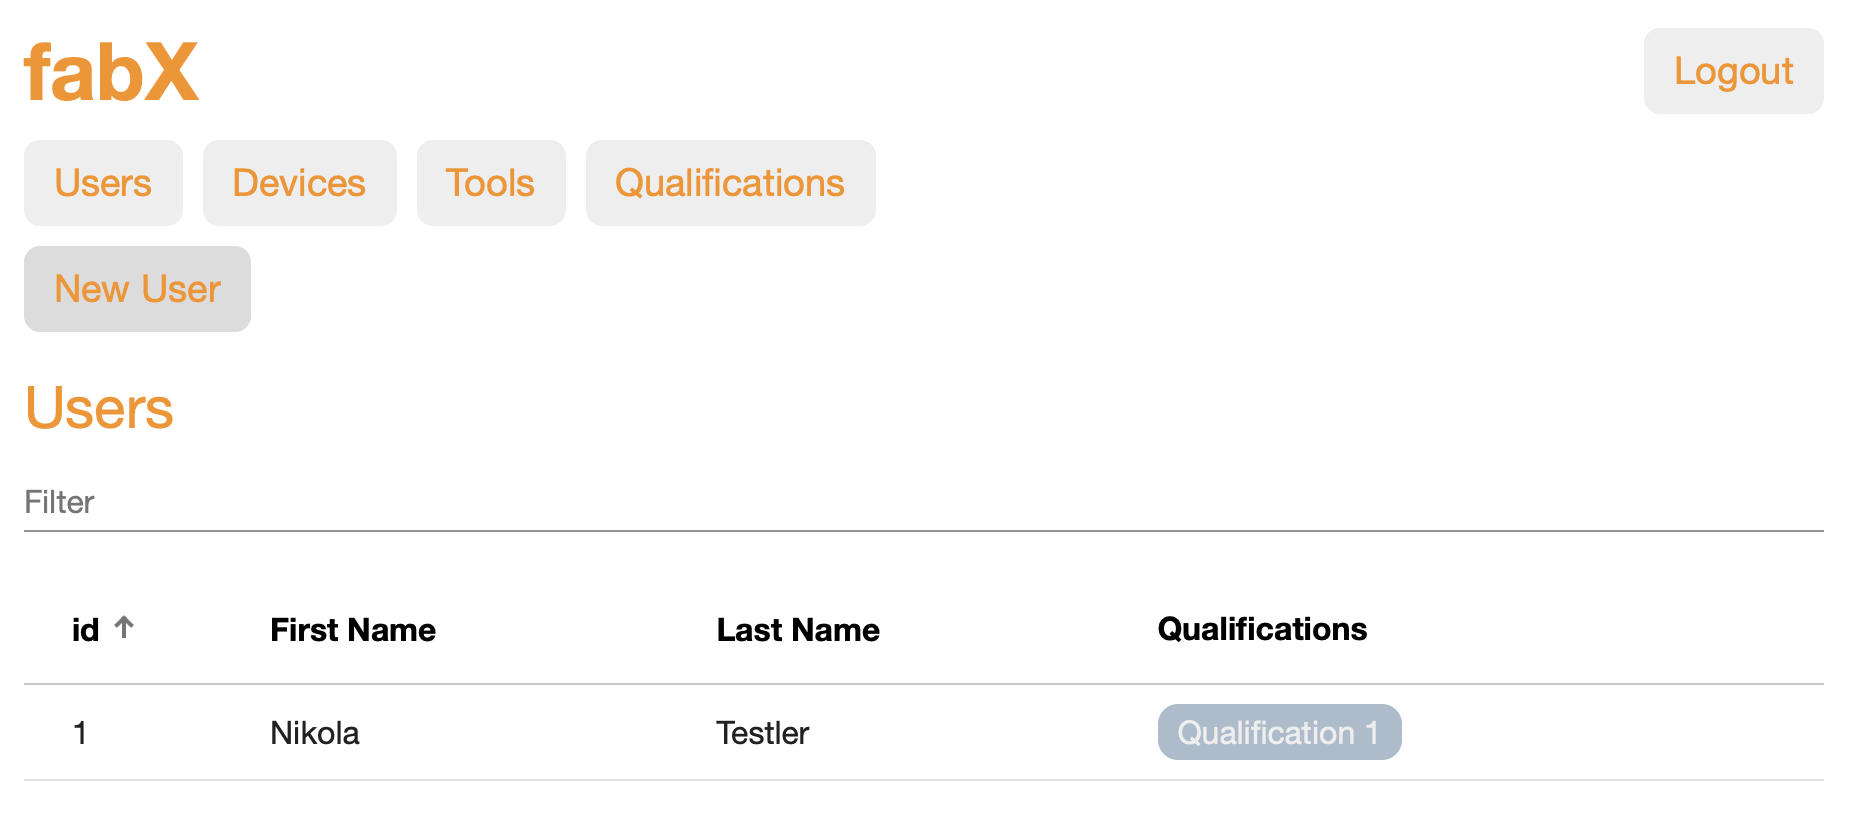 fabX
Logout
Users Devices Tools Qualifications
New User
Users
Filter
id First Name Last Name Qualifications
1 Nikola Testler Qualification 1